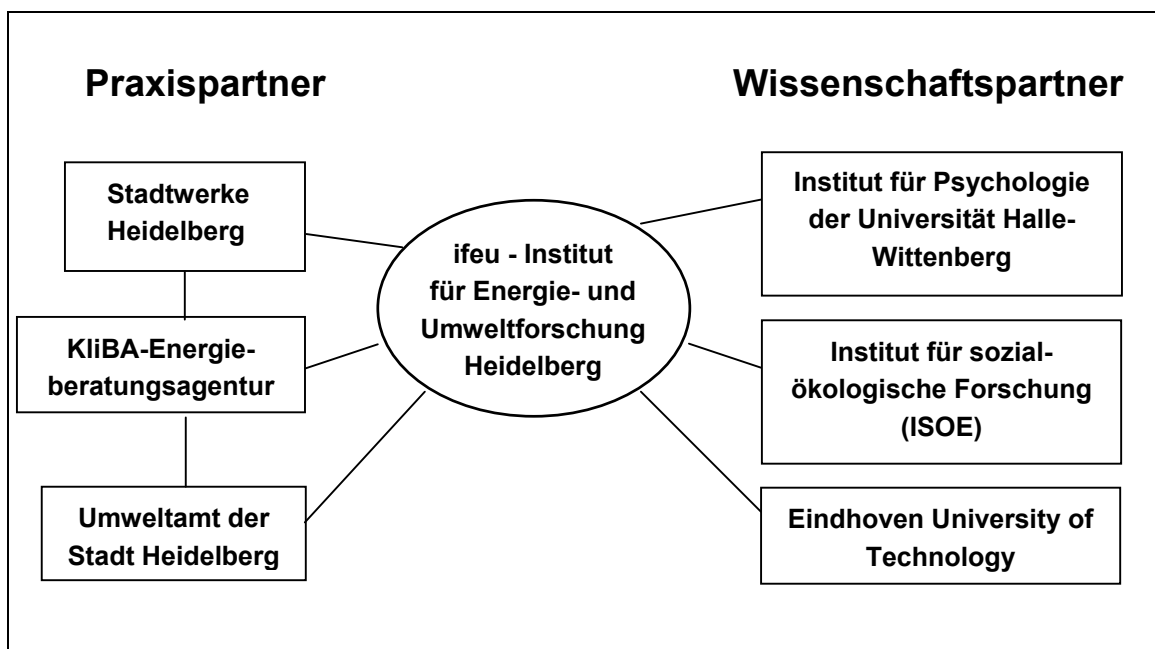 Praxispartner
Stadtwerke
Heidelberg
KliBA-Energie-
beratungsagentur
Umweltamt der
Stadt Heidelberg
ifeu - Institut
für Energie- und
Umweltforschung
Heidelberg
Wissenschaftspartner
Institut für Psychologie
der Universität Halle-
Wittenberg
Institut für sozial-
ökologische Forschung
(ISOE)
Eindhoven University of
Technology